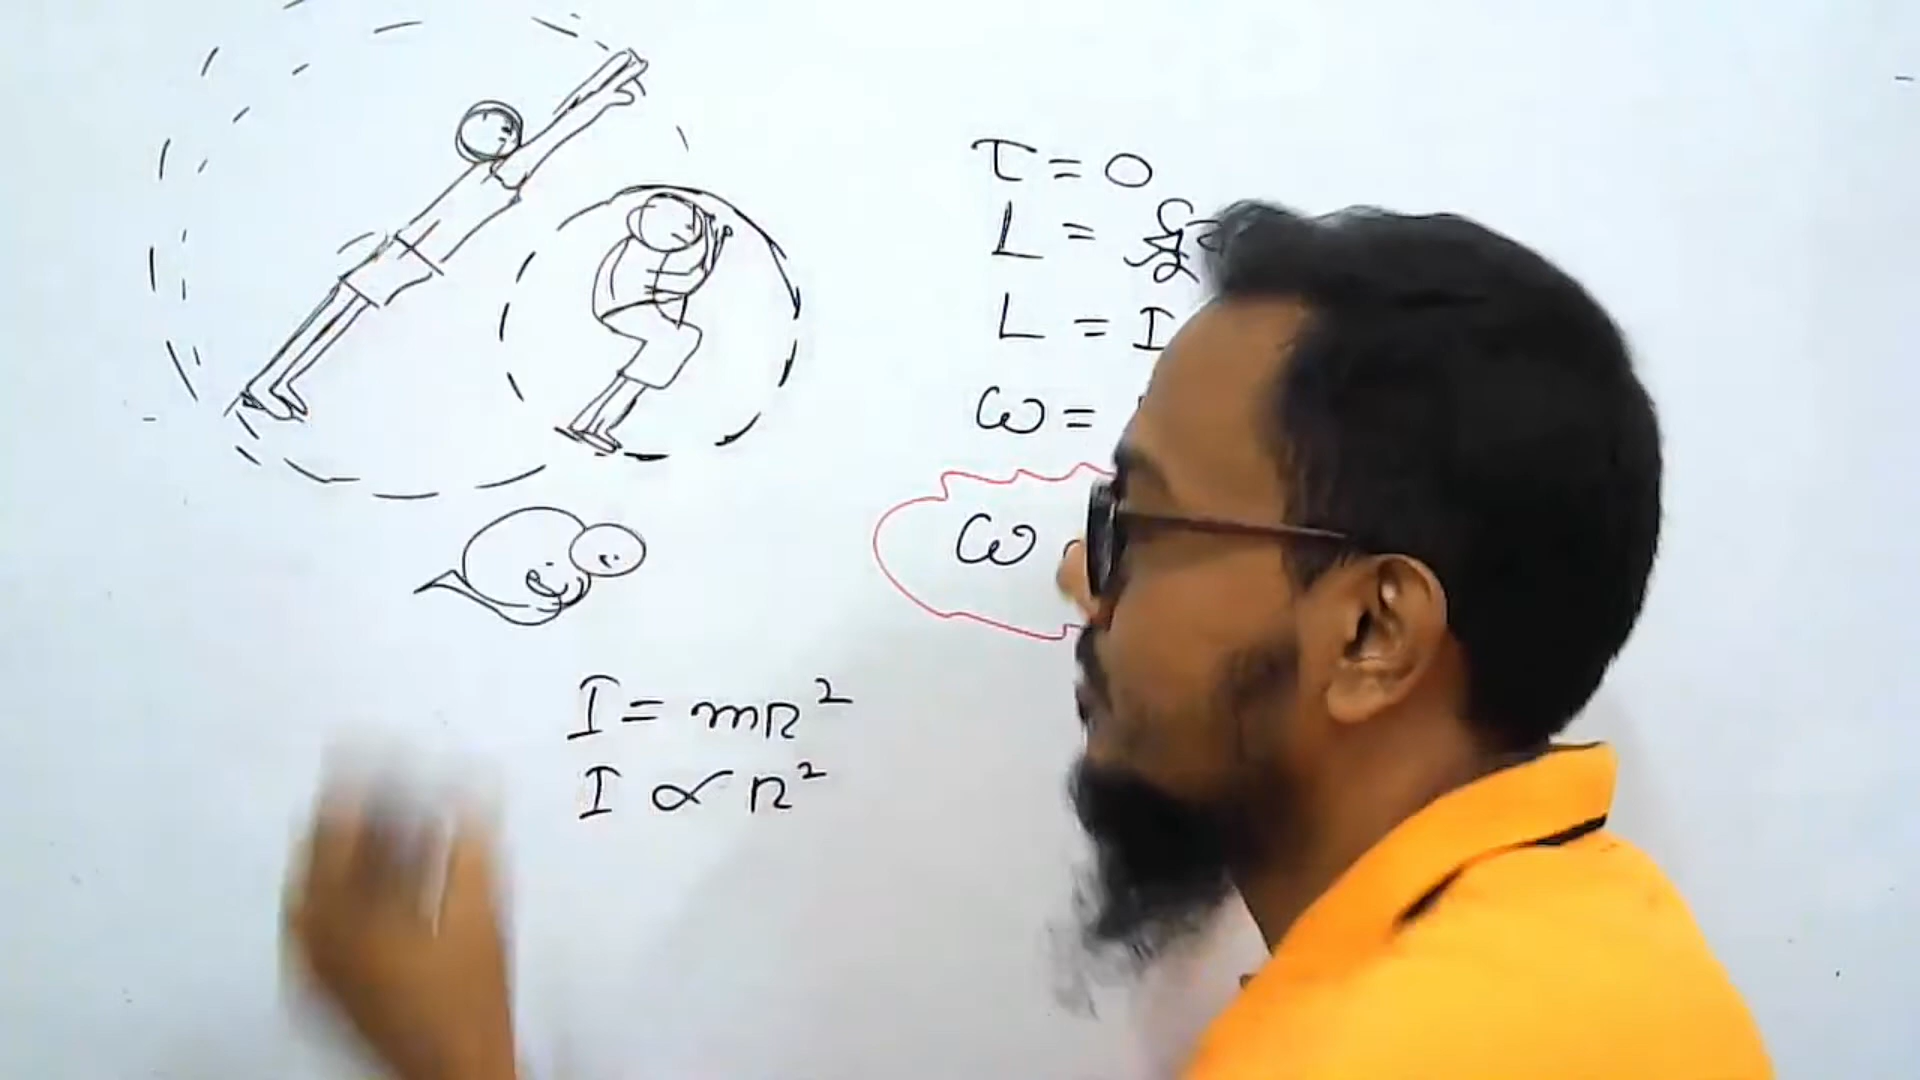 τ = 0
L =
L = I
ω =
ω
I = mr²
I ∝ r²